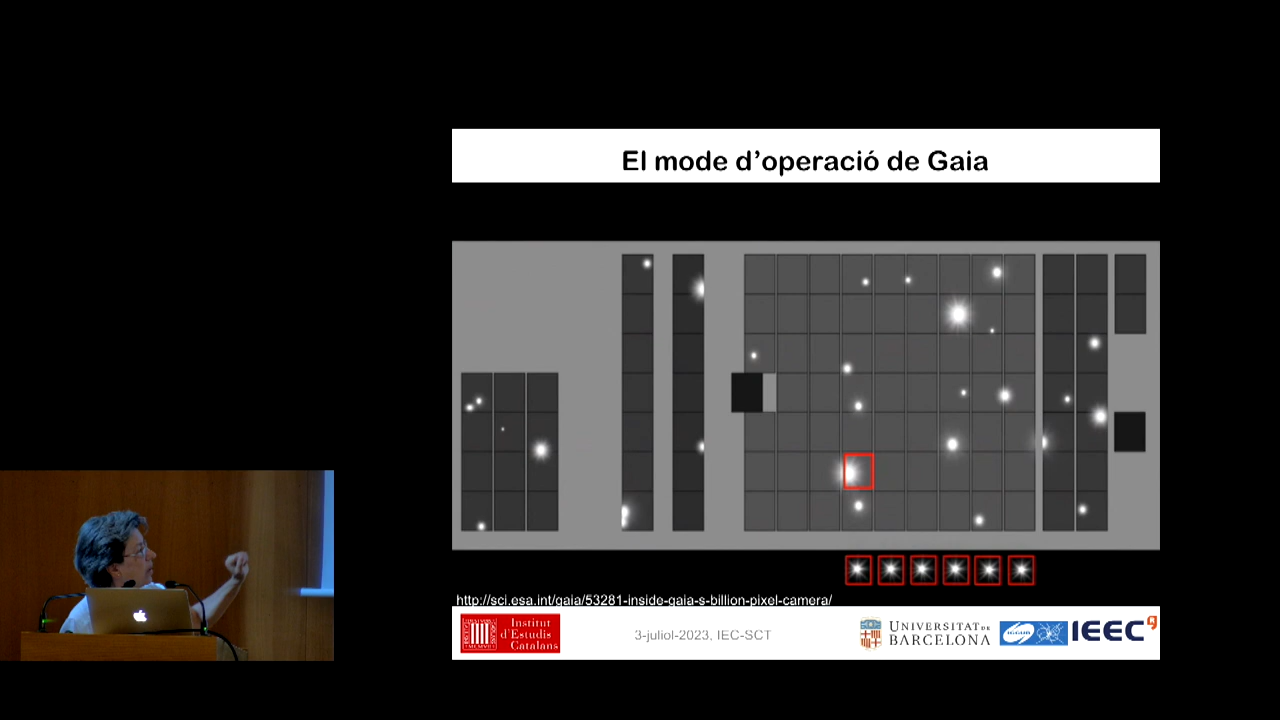 El mode d'operació de Gaia
http://sci.esa.int/gaia/53281-inside-gaia-s-billion-pixel-camera/
Institut
d'Estudis
Catalans
3-juliol-2023, IEC-SCT
UNIVERSITAT DE
BARCELONA
IEEC